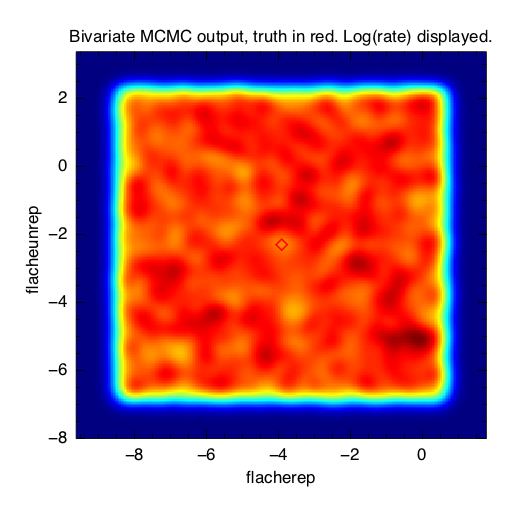 Bivariate MCMC output, truth in red. Log(rate) displayed.
2
0
−2
−4
−6
−8
flacheunrep
−8 −6 −4 −2 0
flacherep